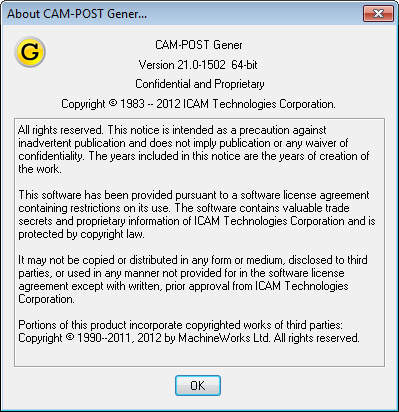 About CAM-POST Gener...
G
CAM-POST Gener
Version 21.0-1502 64-bit
Confidential and Proprietary
Copyright © 1983 -- 2012 ICAM Technologies Corporation.
All rights reserved. This notice is intended as a precaution against
inadvertent publication and does not imply publication or any waiver of
confidentiality. The years included in this notice are the years of creation of
the work.
This software has been provided pursuant to a software license agreement
containing restrictions on its use. The software contains valuable trade
secrets and proprietary information of ICAM Technologies Corporation and is
protected by copyright law.
It may not be copied or distributed in any form or medium, disclosed to third
parties, or used in any manner not provided for in the software license
agreement except with written, prior approval from ICAM Technologies
Corporation.
Portions of this product incorporate copyrighted works of third parties:
Copyright © 1990--2011, 2012 by MachineWorks Ltd. All rights reserved.
OK